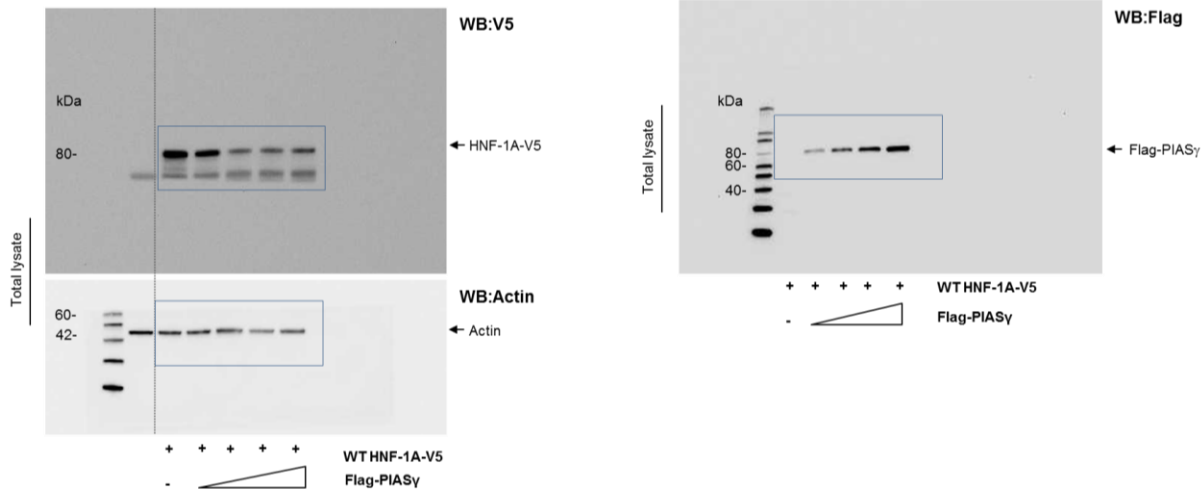 WB:V5
kDa
80-
← HNF-1A-V5
Total lysate
WB:Actin
60-
42-
← Actin
+ + + + + WT HNF-1A-V5
- Flag-PIASγ
WB:Flag
kDa
80-
60-
40-
← Flag-PIASγ
Total lysate
+ + + + + WT HNF-1A-V5
- Flag-PIASγ